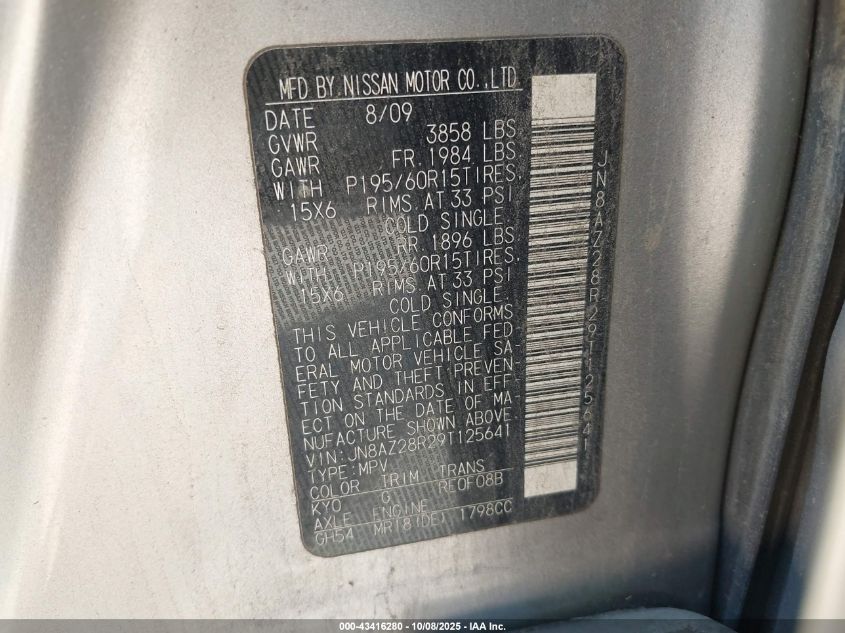 MFD BY NISSAN MOTOR CO.,LTD
DATE 8/09
GVWR 3858 LBS
GAWR FR. 1984 LBS
WITH P195/60R15TIRES.
15X6 RIMS AT 33 PSI
COLD SINGLE.
GAWR RR. 1896 LBS
WITH P195/60R15TIRES.
15X6 RIMS AT 33 PSI
COLD SINGLE.
THIS VEHICLE CONFORMS
TO ALL APPLICABLE FED-
ERAL MOTOR VEHICLE SA-
FETY AND THEFT PREVEN-
TION STANDARDS IN EFF-
ECT ON THE DATE OF MA-
NUFACTURE SHOWN ABOVE.
VIN:JN8AZ28R29T125641
TYPE:MPV
COLOR TRIM TRANS
KY0 G RE0F08B
AXLE ENGINE
GH54 MR18(DE) 1798CC
JN8AZ28R29T125641
000-43416280 - 10/08/2025 - IAA Inc.